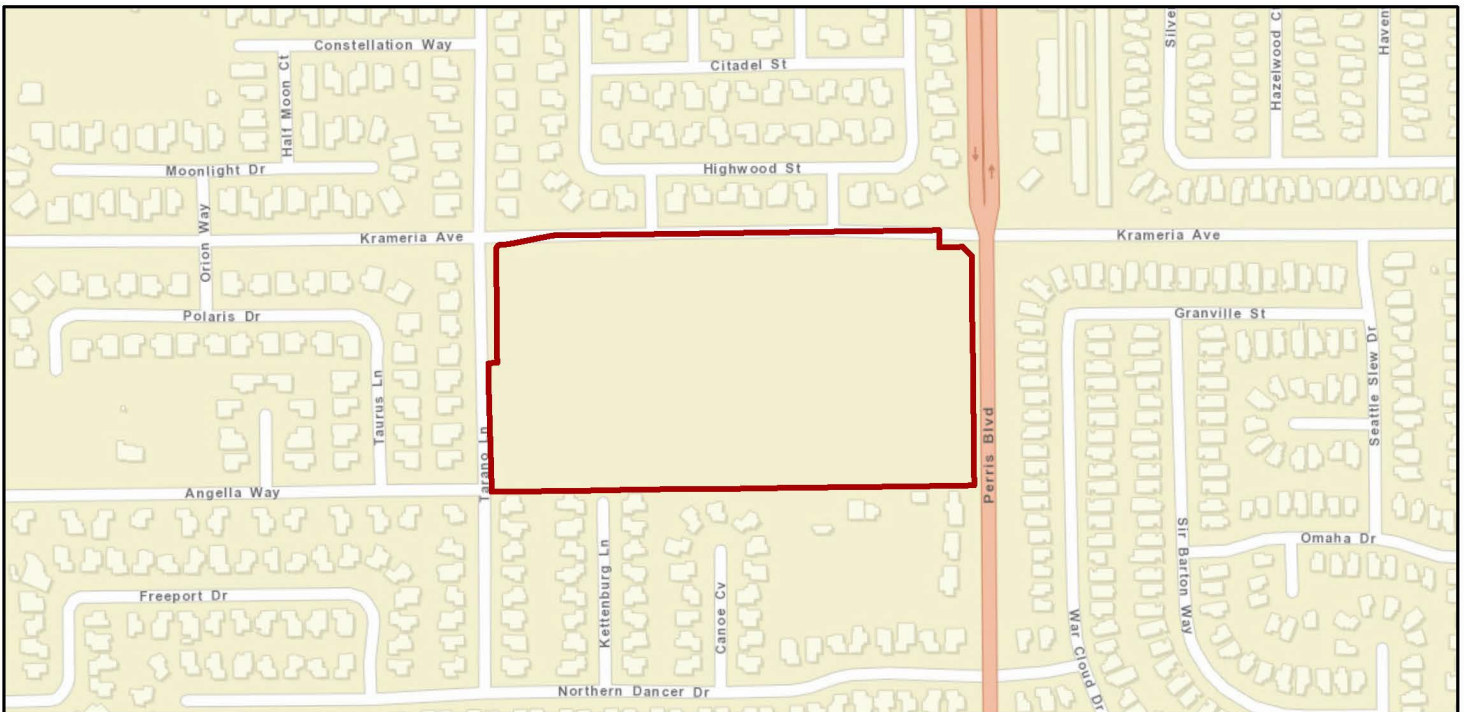 Constellation Way
Half Moon Ct
Moonlight Dr
Orion Way
Citadel St
Highwood St
Silve
Hazelwood C
Haven
Krameria Ave
Krameria Ave
Polaris Dr
Taurus Ln
Tarano Ln
Angella Way
Perris Blvd
Granville St
Seattle Slew Dr
Sir Barton Way
Omaha Dr
Freeport Dr
Kettenburg Ln
Canoe Cv
War Cloud Dr
Northern Dancer Dr